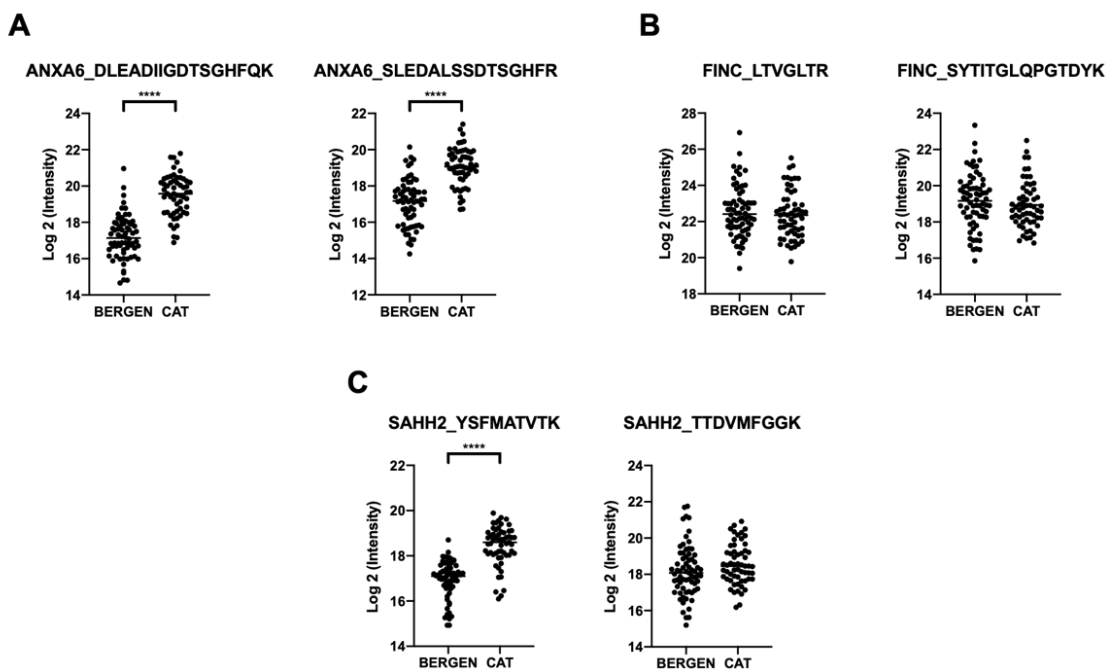 A
B
ANXA6_DLEADIIGDTSGHFQK
ANXA6_SLEDALSSDTSGHFR
FINC_LTVGLTR
FINC_SYTITGLQPGTDYK
****
****
Log 2 (Intensity)
24
22
20
18
16
14
BERGEN CAT
Log 2 (Intensity)
22
20
18
16
14
12
BERGEN CAT
Log 2 (Intensity)
28
26
24
22
20
18
BERGEN CAT
Log 2 (Intensity)
24
22
20
18
16
14
BERGEN CAT
C
SAHH2_YSFMATVTK
SAHH2_TTDVMFGGK
****
Log 2 (Intensity)
22
20
18
16
14
BERGEN CAT
Log 2 (Intensity)
24
22
20
18
16
14
BERGEN CAT